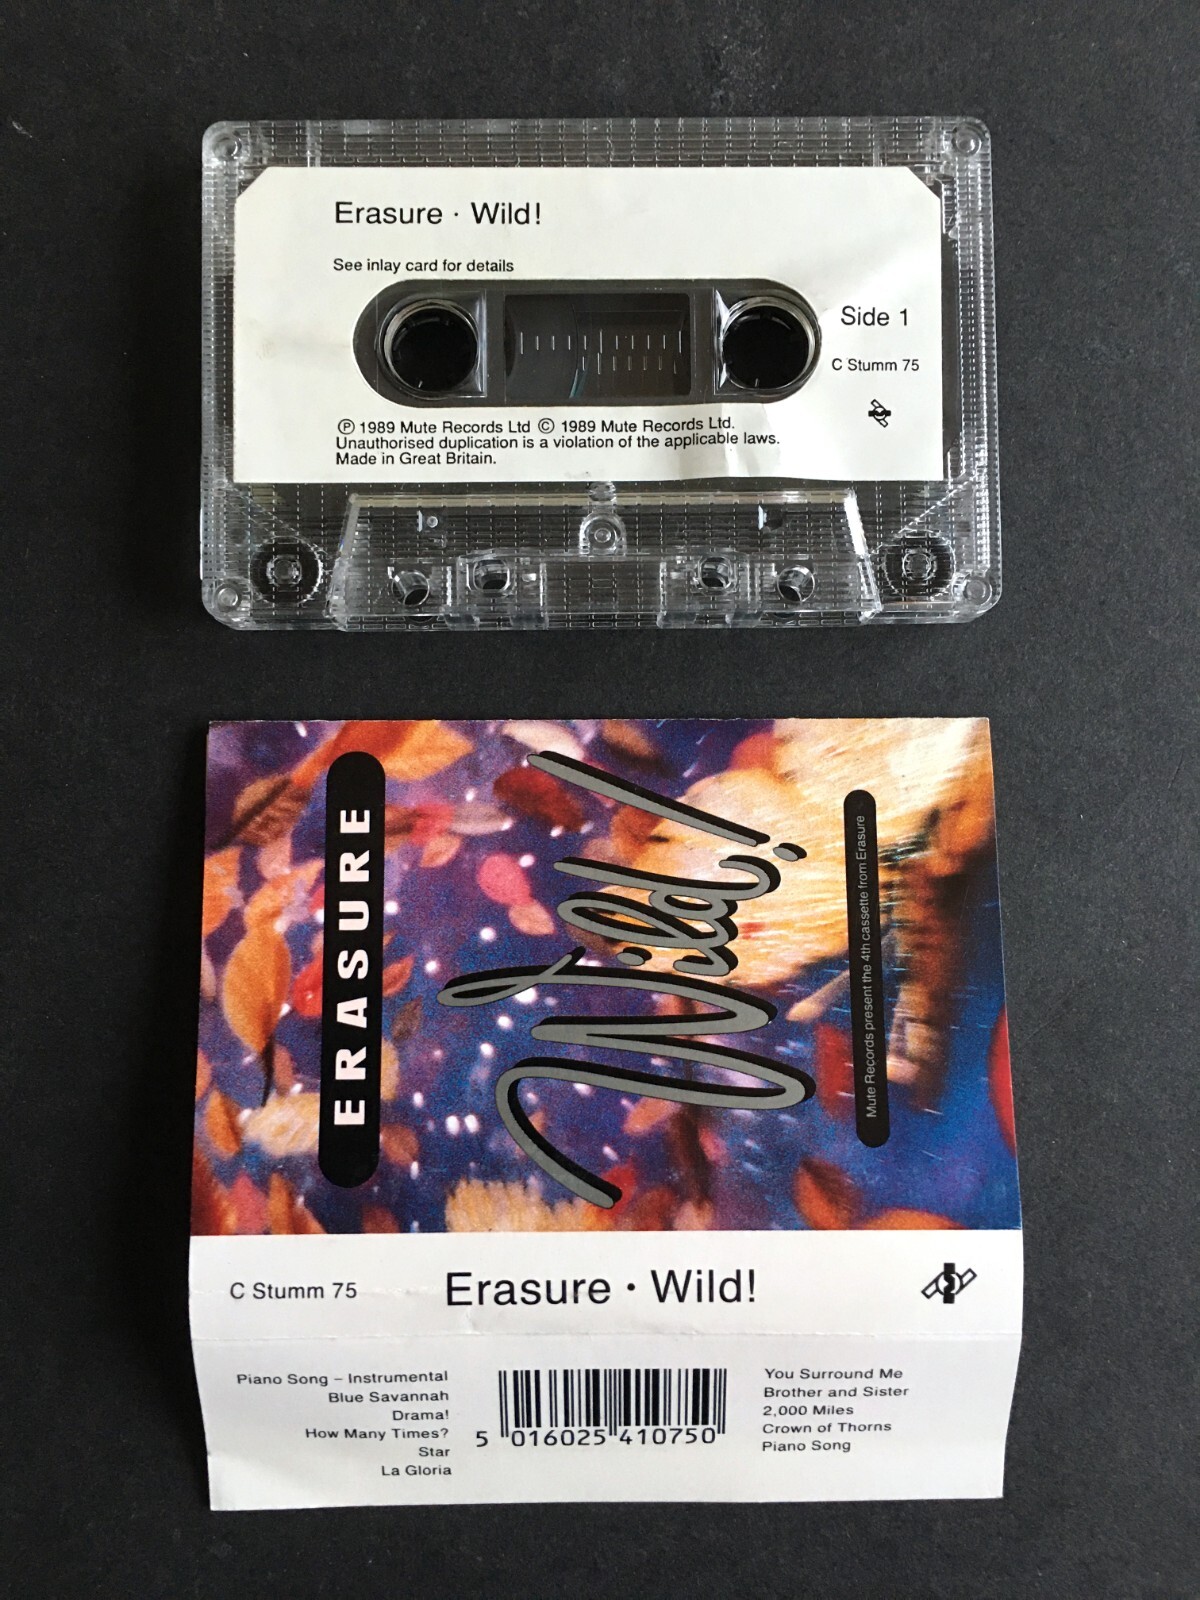 Erasure · Wild!
See inlay card for details
Side 1
C Stumm 75
℗ 1989 Mute Records Ltd © 1989 Mute Records Ltd.
Unauthorised duplication is a violation of the applicable laws.
Made in Great Britain.
ERASURE
Wild!
Mute Records present the 4th cassette from Erasure
C Stumm 75
Erasure · Wild!
Piano Song – Instrumental
Blue Savannah
Drama!
How Many Times?
Star
La Gloria
5 016025 410750
You Surround Me
Brother and Sister
2,000 Miles
Crown of Thorns
Piano Song